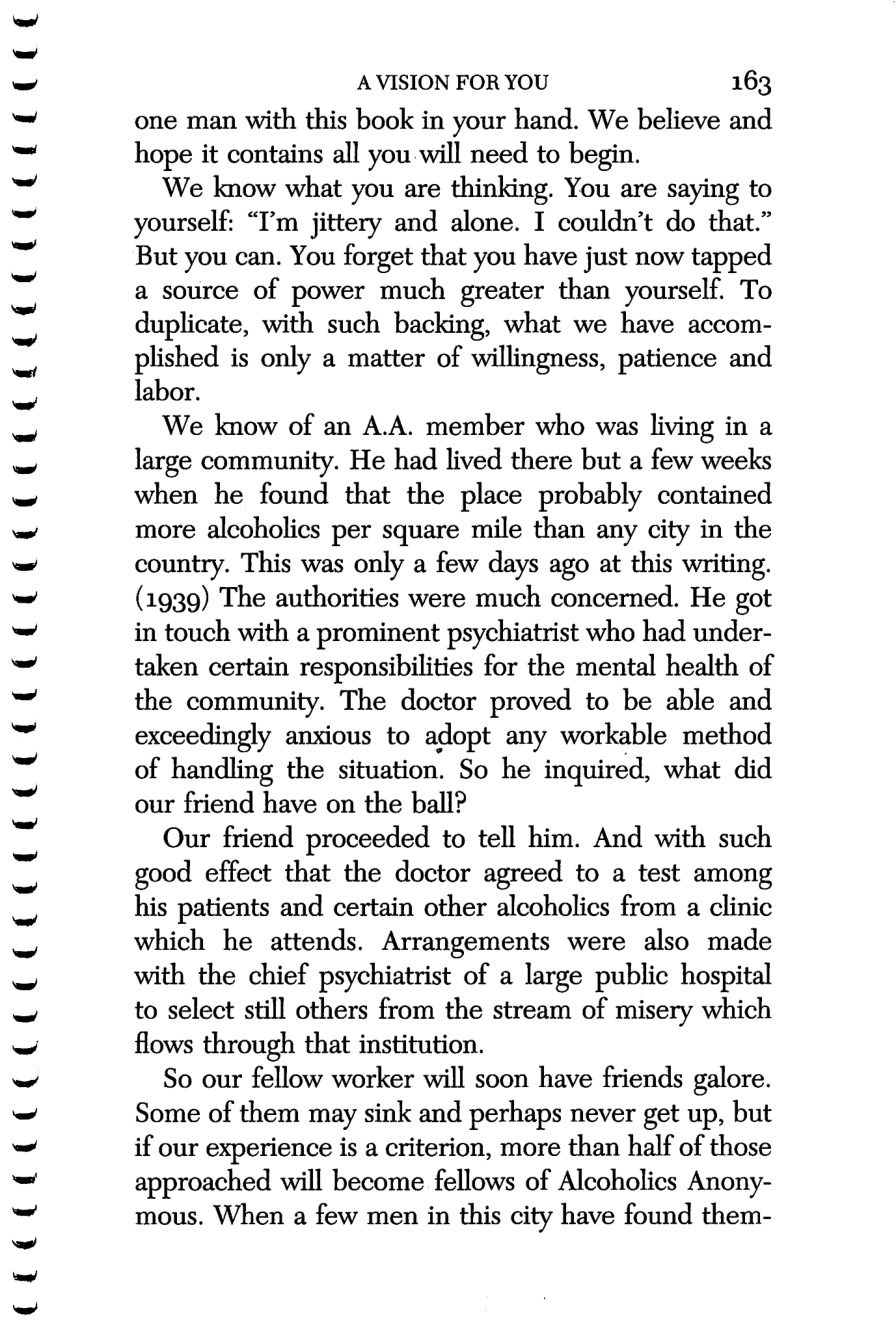 A VISION FOR YOU 163
one man with this book in your hand. We believe and
hope it contains all you will need to begin.
We know what you are thinking. You are saying to
yourself: “I’m jittery and alone. I couldn’t do that.”
But you can. You forget that you have just now tapped
a source of power much greater than yourself. To
duplicate, with such backing, what we have accom-
plished is only a matter of willingness, patience and
labor.
We know of an A.A. member who was living in a
large community. He had lived there but a few weeks
when he found that the place probably contained
more alcoholics per square mile than any city in the
country. This was only a few days ago at this writing.
(1939) The authorities were much concerned. He got
in touch with a prominent psychiatrist who had under-
taken certain responsibilities for the mental health of
the community. The doctor proved to be able and
exceedingly anxious to adopt any workable method
of handling the situation. So he inquired, what did
our friend have on the ball?
Our friend proceeded to tell him. And with such
good effect that the doctor agreed to a test among
his patients and certain other alcoholics from a clinic
which he attends. Arrangements were also made
with the chief psychiatrist of a large public hospital
to select still others from the stream of misery which
flows through that institution.
So our fellow worker will soon have friends galore.
Some of them may sink and perhaps never get up, but
if our experience is a criterion, more than half of those
approached will become fellows of Alcoholics Anony-
mous. When a few men in this city have found them-